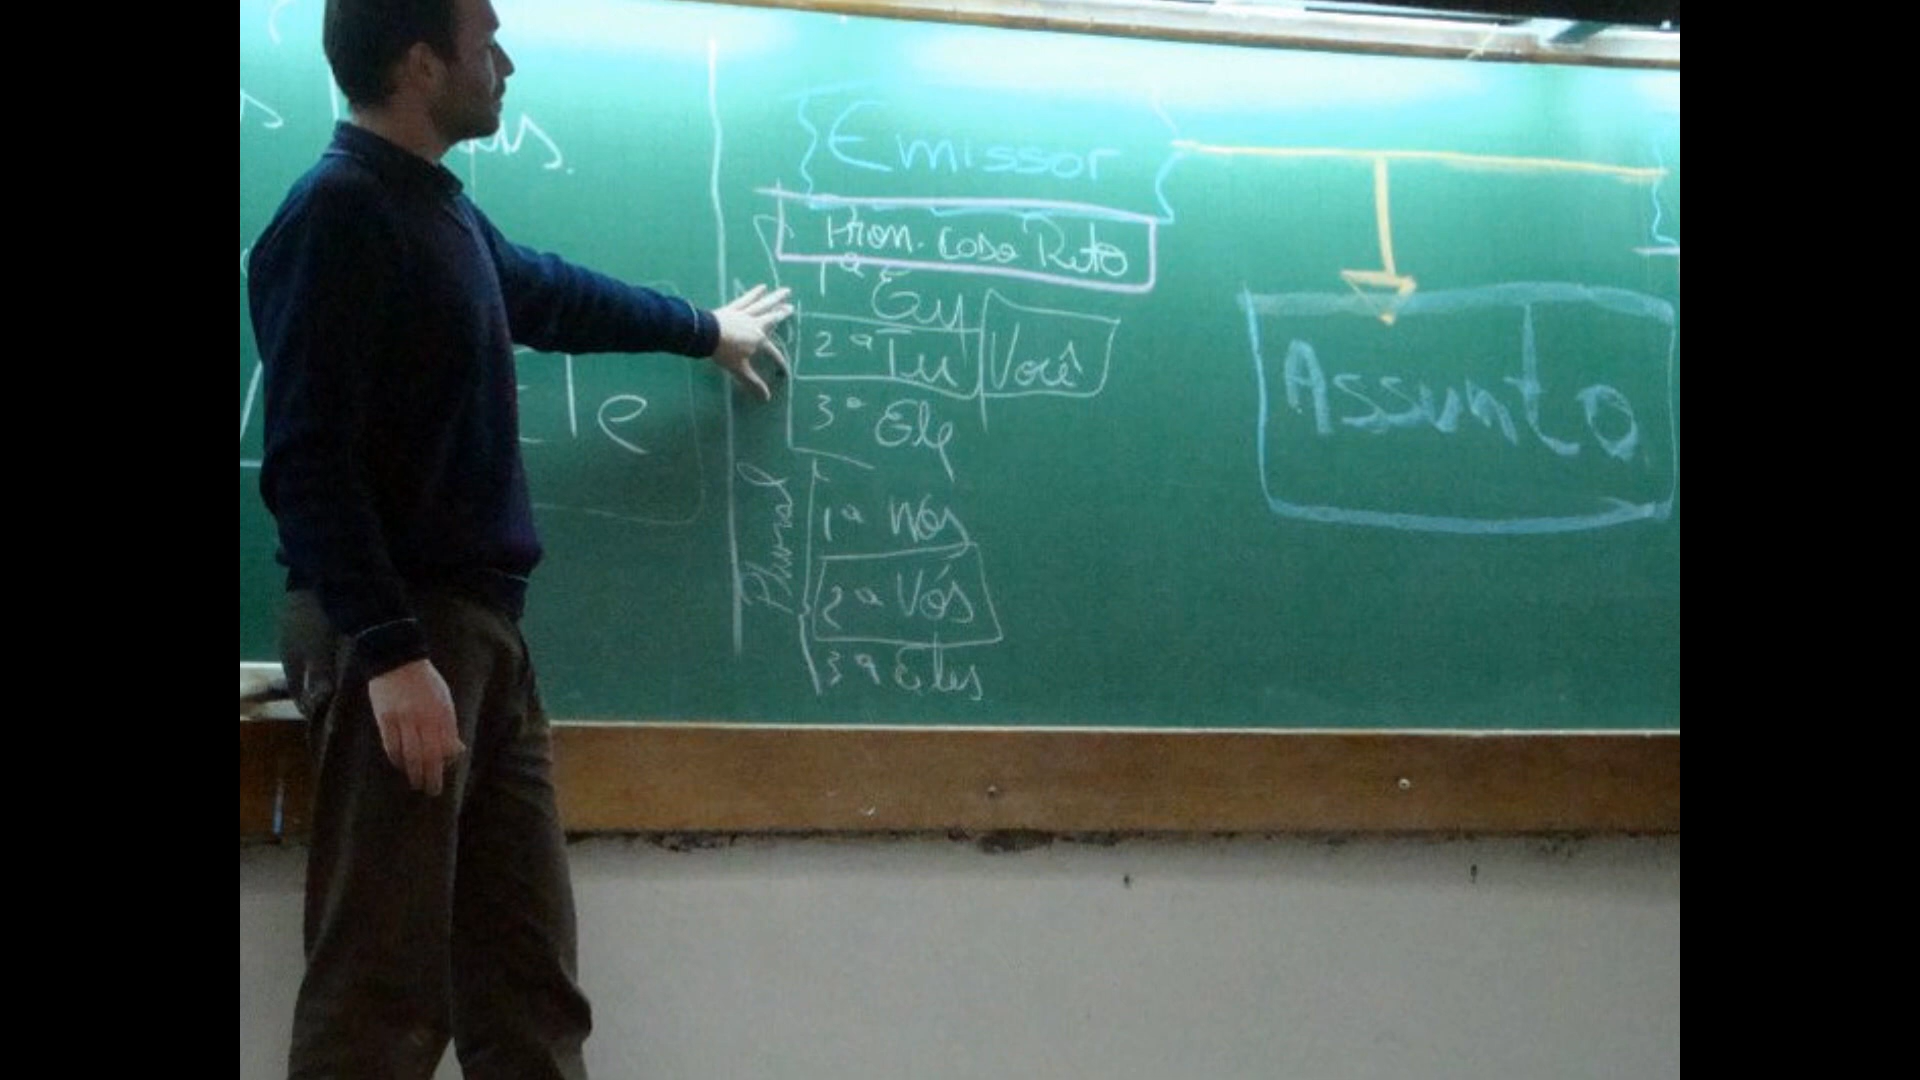 Emissor
Pron. Caso Reto
1ª Eu
2ª Tu Você
3ª Ele
Assunto
Ele
Plural
1ª Nós
2ª Vós
3ª Eles